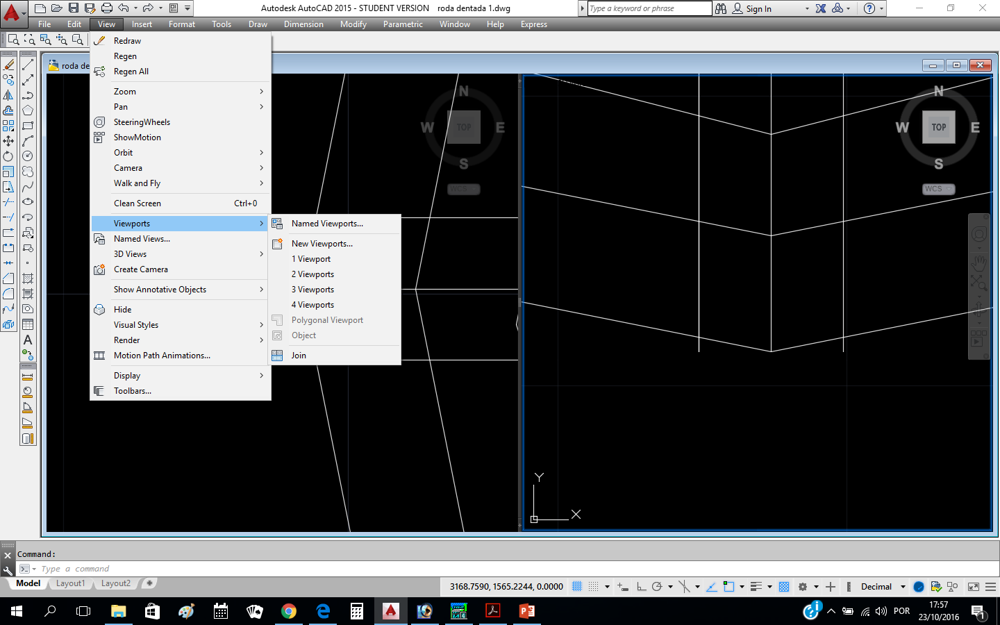 Autodesk AutoCAD 2015 - STUDENT VERSION roda dentada 1.dwg
Type a keyword or phrase
Sign In
File Edit View Insert Format Tools Draw Dimension Modify Parametric Window Help Express
roda de
Redraw
Regen
Regen All
Zoom
Pan
SteeringWheels
ShowMotion
Orbit
Camera
Walk and Fly
Clean Screen Ctrl+0
Viewports
Named Views...
3D Views
Create Camera
Show Annotative Objects
Hide
Visual Styles
Render
Motion Path Animations...
Display
Toolbars...
Named Viewports...
New Viewports...
1 Viewport
2 Viewports
3 Viewports
4 Viewports
Polygonal Viewport
Object
Join
N
W TOP E
S
WCS
N
W TOP E
S
WCS
Y
X
A
Command:
Type a command
Model Layout1 Layout2
3168.7590, 1565.2244, 0.0000
Decimal
POR
17:57
23/10/2016
1